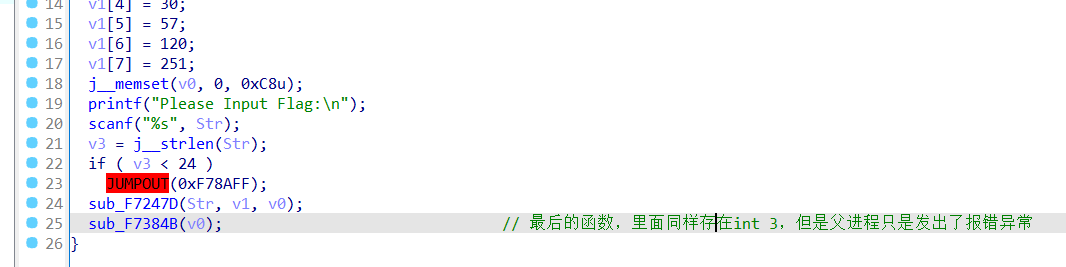 14 v1[4] = 30;
15 v1[5] = 57;
16 v1[6] = 120;
17 v1[7] = 251;
18 j__memset(v0, 0, 0xC8u);
19 printf("Please Input Flag:\n");
20 scanf("%s", Str);
21 v3 = j__strlen(Str);
22 if ( v3 < 24 )
23 JUMPOUT(0xF78AFF);
24 sub_F7247D(Str, v1, v0);
25 sub_F7384B(v0); // 最后的函数，里面同样存在int 3，但是父进程只是发出了报错异常
26 }